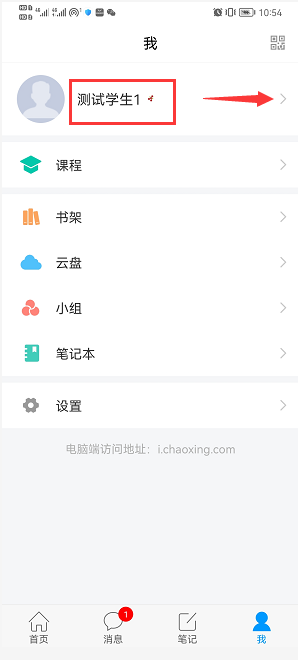 10:54
我
测试学生1
课程
书架
云盘
小组
笔记本
设置
电脑端访问地址：i.chaoxing.com
1
首页
消息
笔记
我